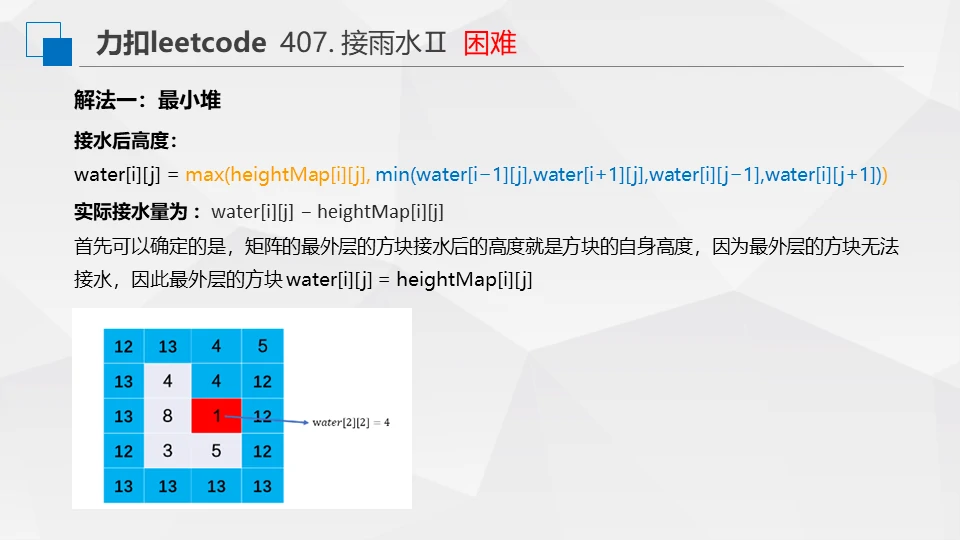 力扣leetcode 407. 接雨水Ⅱ 困难
解法一：最小堆
接水后高度：
water[i][j] = max(heightMap[i][j], min(water[i−1][j],water[i+1][j],water[i][j−1],water[i][j+1]))
实际接水量为 ：water[i][j] − heightMap[i][j]
首先可以确定的是，矩阵的最外层的方块接水后的高度就是方块的自身高度，因为最外层的方块无法
接水，因此最外层的方块 water[i][j] = heightMap[i][j]
12 13 4 5
13 4 4 12
13 8 1 12 water[2][2] = 4
12 3 5 12
13 13 13 13